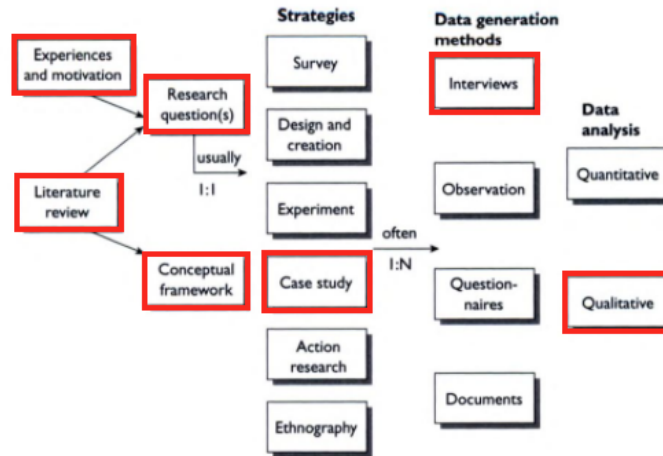 Strategies
Data generation
methods
Experiences
and motivation
Research
question(s)
usually
1:1
Literature
review
Conceptual
framework
Survey
Design and
creation
Experiment
Case study
Action
research
Ethnography
often
1:N
Interviews
Observation
Question-
naires
Documents
Data
analysis
Quantitative
Qualitative